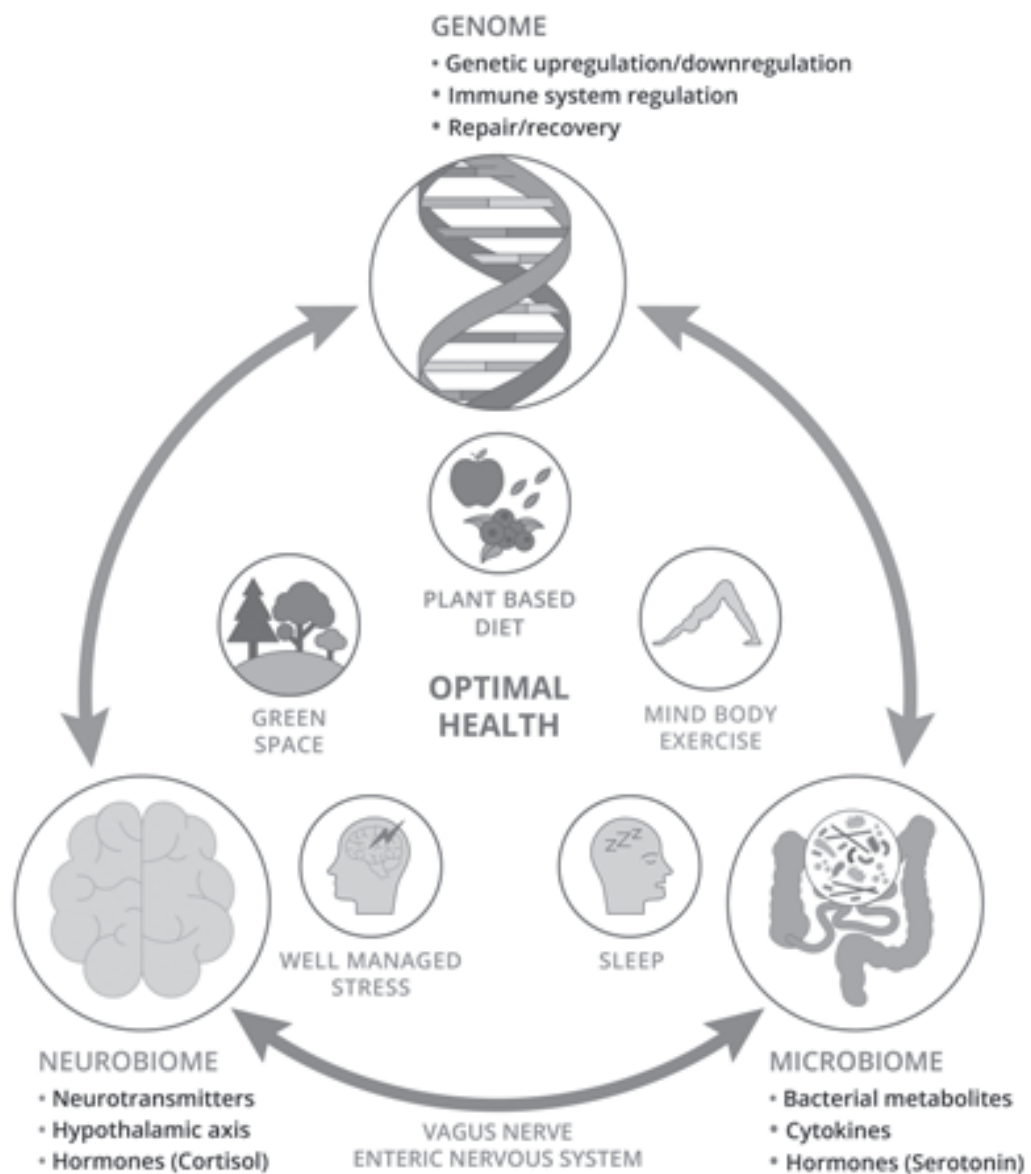 GENOME
• Genetic upregulation/downregulation
• Immune system regulation
• Repair/recovery
PLANT BASED
DIET
GREEN
SPACE
OPTIMAL
HEALTH
MIND BODY
EXERCISE
WELL MANAGED
STRESS
zzz
SLEEP
NEUROBIOME
• Neurotransmitters
• Hypothalamic axis
• Hormones (Cortisol)
VAGUS NERVE
ENTERIC NERVOUS SYSTEM
MICROBIOME
• Bacterial metabolites
• Cytokines
• Hormones (Serotonin)